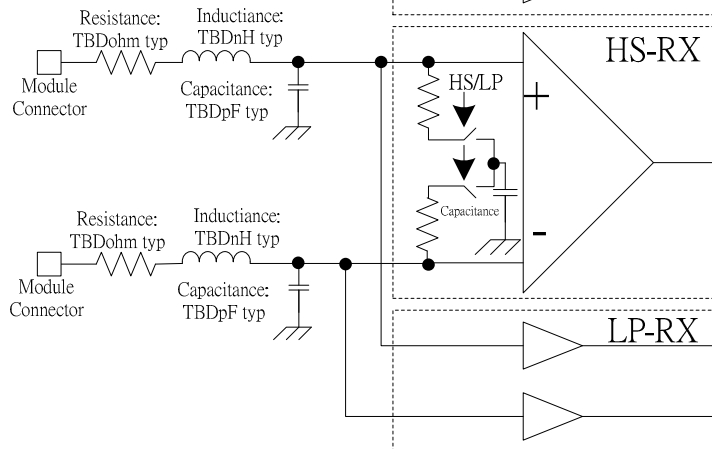 Resistance:
TBDohm typ
Inductiance:
TBDnH typ
HS-RX
Module
Connector
Capacitance:
TBDpF typ
HS/LP
+
Capacitance
-
Resistance:
TBDohm typ
Inductiance:
TBDnH typ
Module
Connector
Capacitance:
TBDpF typ
LP-RX